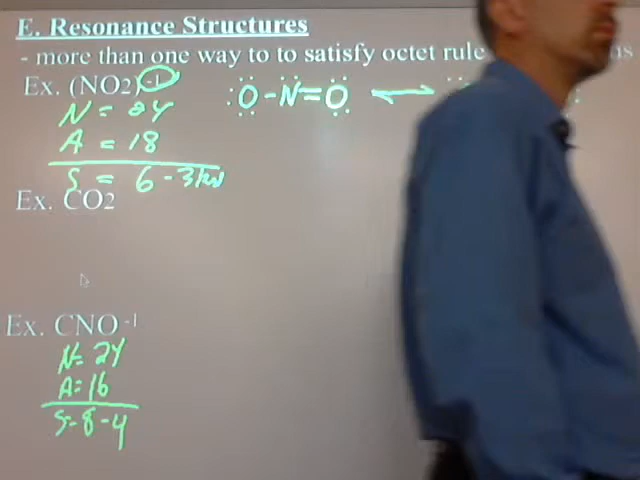 E. Resonance Structures
- more than one way to to satisfy octet rule
Ex. (NO2) -1 O - N = O
N = 24
A = 18
S = 6 - 3
Ex. CO2
Ex. CNO -1
N = 24
A = 16
S = 8 - 4